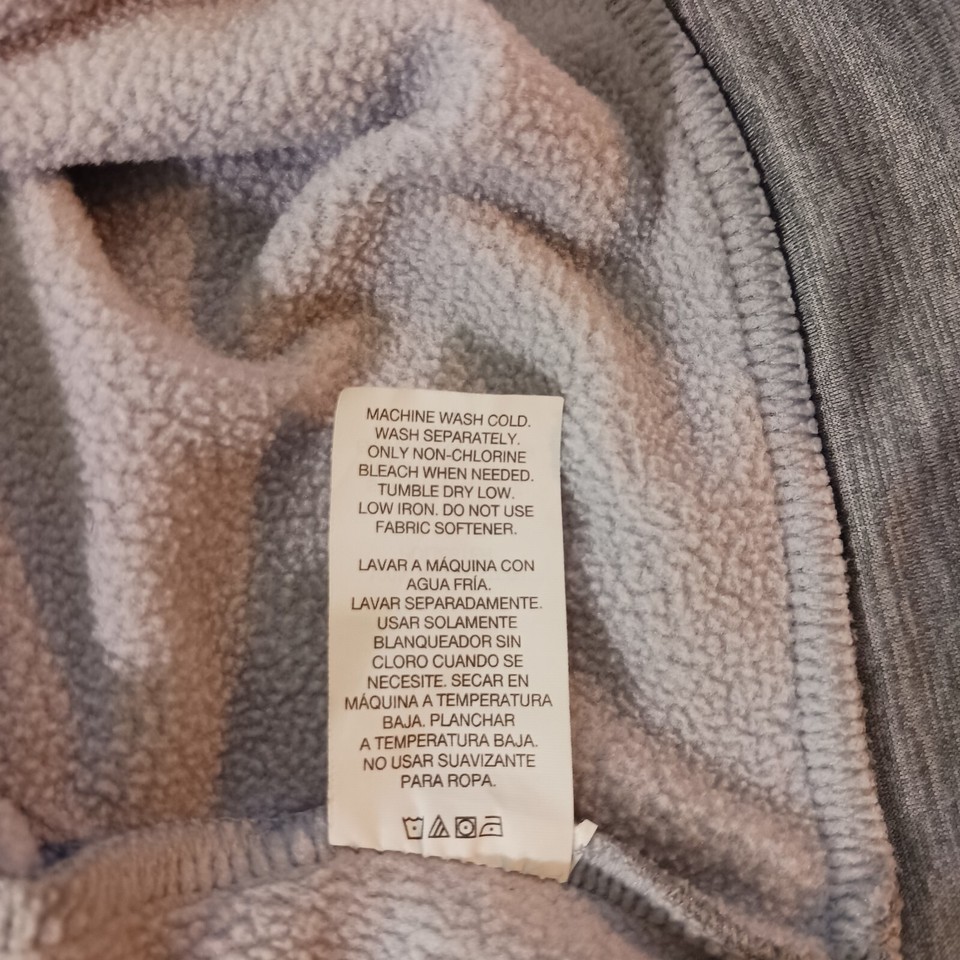 MACHINE WASH COLD.
WASH SEPARATELY.
ONLY NON-CHLORINE
BLEACH WHEN NEEDED.
TUMBLE DRY LOW.
LOW IRON. DO NOT USE
FABRIC SOFTENER.
LAVAR A MÁQUINA CON
AGUA FRÍA.
LAVAR SEPARADAMENTE.
USAR SOLAMENTE
BLANQUEADOR SIN
CLORO CUANDO SE
NECESITE. SECAR EN
MÁQUINA A TEMPERATURA
BAJA. PLANCHAR
A TEMPERATURA BAJA.
NO USAR SUAVIZANTE
PARA ROPA.